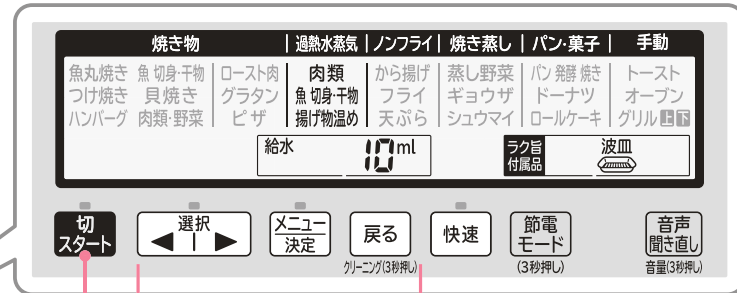 焼き物 過熱水蒸気 ノンフライ 焼き蒸し パン・菓子 手動
魚丸焼き 魚 切身・干物 ロースト肉 肉類 から揚げ 蒸し野菜 パン 発酵 焼き トースト
つけ焼き 貝焼き グラタン 魚 切身・干物 フライ ギョウザ ドーナツ オーブン
ハンバーグ 肉類・野菜 ピザ 揚げ物温め 天ぷら シュウマイ ロールケーキ グリル上下
給水 10ml ラク旨 波皿
付属品
切 選択 メニュー 戻る 快速 節電 音声
スタート 決定 モード 聞き直し
クリーニング(3秒押し) (3秒押し) 音量(3秒押し)